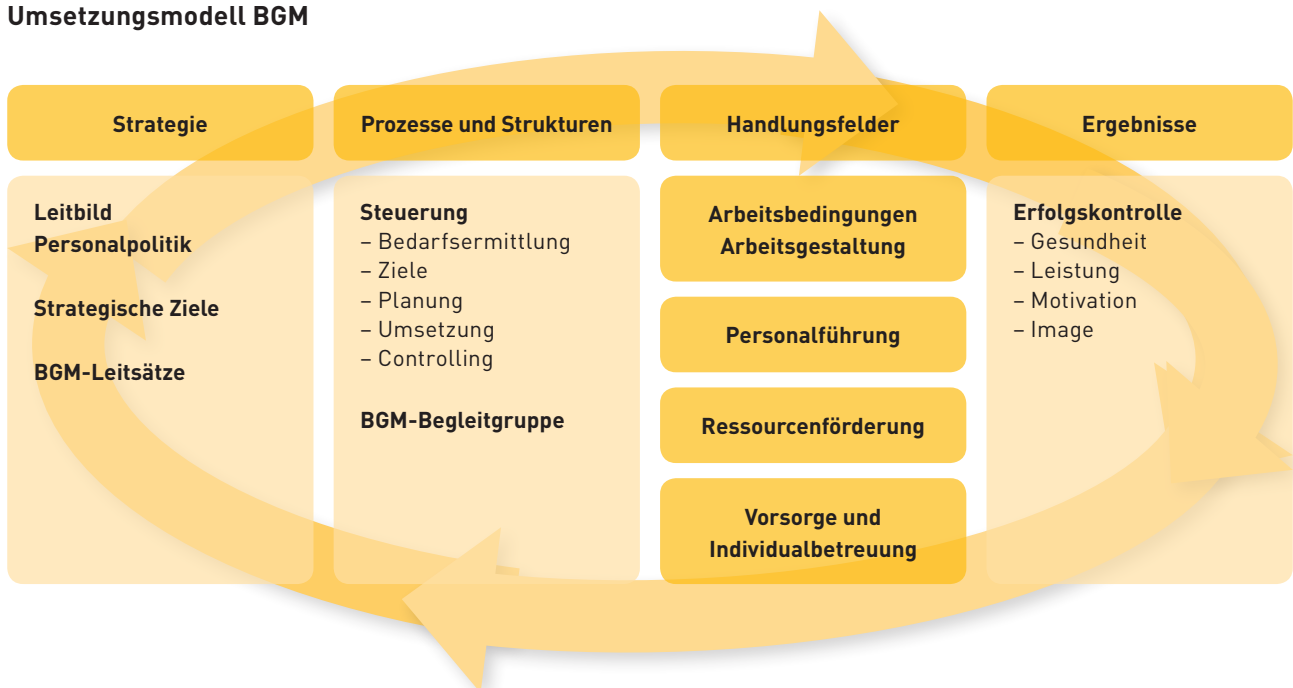 Umsetzungsmodell BGM
Strategie
Leitbild
Personalpolitik
Strategische Ziele
BGM-Leitsätze
Prozesse und Strukturen
Steuerung
– Bedarfsermittlung
– Ziele
– Planung
– Umsetzung
– Controlling
BGM-Begleitgruppe
Handlungsfelder
Arbeitsbedingungen
Arbeitsgestaltung
Personalführung
Ressourcenförderung
Vorsorge und
Individualbetreuung
Ergebnisse
Erfolgskontrolle
– Gesundheit
– Leistung
– Motivation
– Image